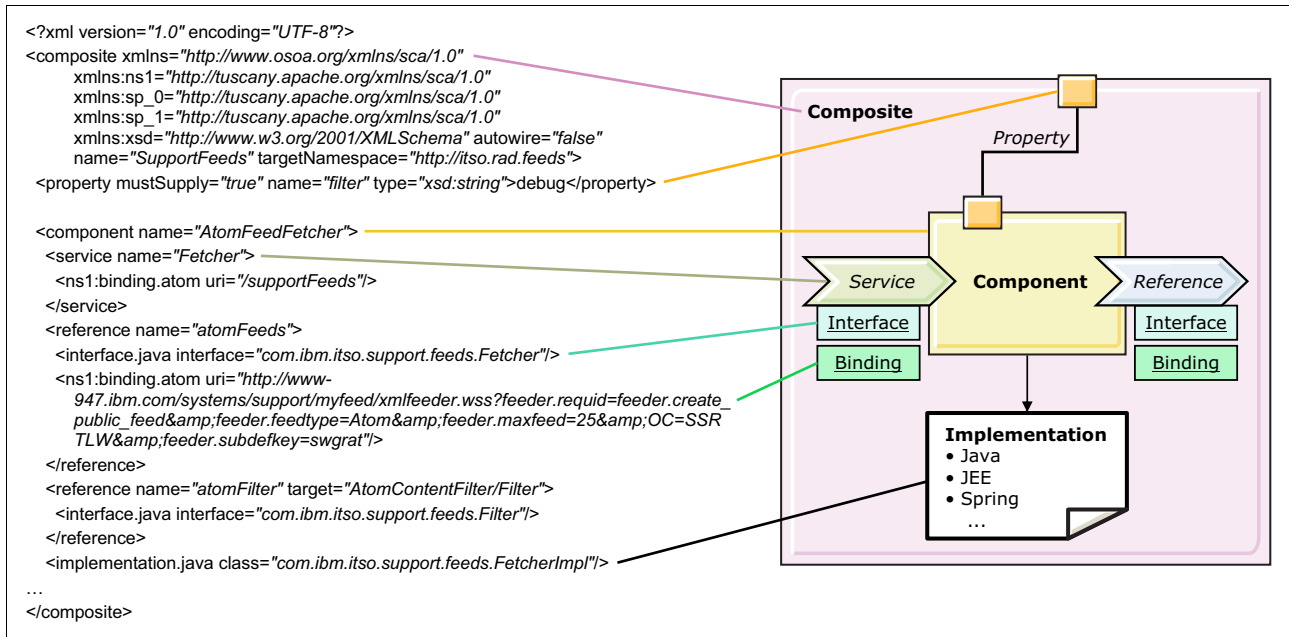 <?xml version="1.0" encoding="UTF-8"?>
<composite xmlns="http://www.osoa.org/xmlns/sca/1.0"
xmlns:ns1="http://tuscany.apache.org/xmlns/sca/1.0"
xmlns:sp_0="http://tuscany.apache.org/xmlns/sca/1.0"
xmlns:sp_1="http://tuscany.apache.org/xmlns/sca/1.0"
xmlns:xsd="http://www.w3.org/2001/XMLSchema" autowire="false"
name="SupportFeeds" targetNamespace="http://itso.rad.feeds">
<property mustSupply="true" name="filter" type="xsd:string">debug</property>
<component name="AtomFeedFetcher">
<service name="Fetcher">
<ns1:binding.atom uri="/supportFeeds"/>
</service>
<reference name="atomFeeds">
<interface.java interface="com.ibm.itso.support.feeds.Fetcher"/>
<ns1:binding.atom uri="http://www-
947.ibm.com/systems/support/myfeed/xmlfeeder.wss?feeder.requid=feeder.create_
public_feed&amp;feeder.feedtype=Atom&amp;feeder.maxfeed=25&amp;OC=SSR
TLW&amp;feeder.subdefkey=swgrat"/>
</reference>
<reference name="atomFilter" target="AtomContentFilter/Filter">
<interface.java interface="com.ibm.itso.support.feeds.Filter"/>
</reference>
<implementation.java class="com.ibm.itso.support.feeds.FetcherImpl"/>
…
</composite>
Composite
Property
Service
Component
Reference
Interface
Interface
Binding
Binding
Implementation
• Java
• JEE
• Spring
…